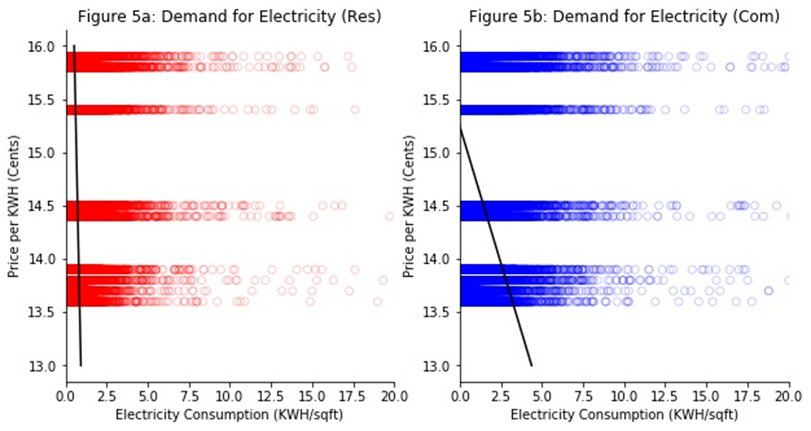 Figure 5a: Demand for Electricity (Res)
16.0
15.5
15.0
14.5
14.0
13.5
13.0
Price per KWH (Cents)
0.0 2.5 5.0 7.5 10.0 12.5 15.0 17.5 20.0
Electricity Consumption (KWH/sqft)
Figure 5b: Demand for Electricity (Com)
16.0
15.5
15.0
14.5
14.0
13.5
13.0
Price per KWH (Cents)
0.0 2.5 5.0 7.5 10.0 12.5 15.0 17.5 20.0
Electricity Consumption (KWH/sqft)